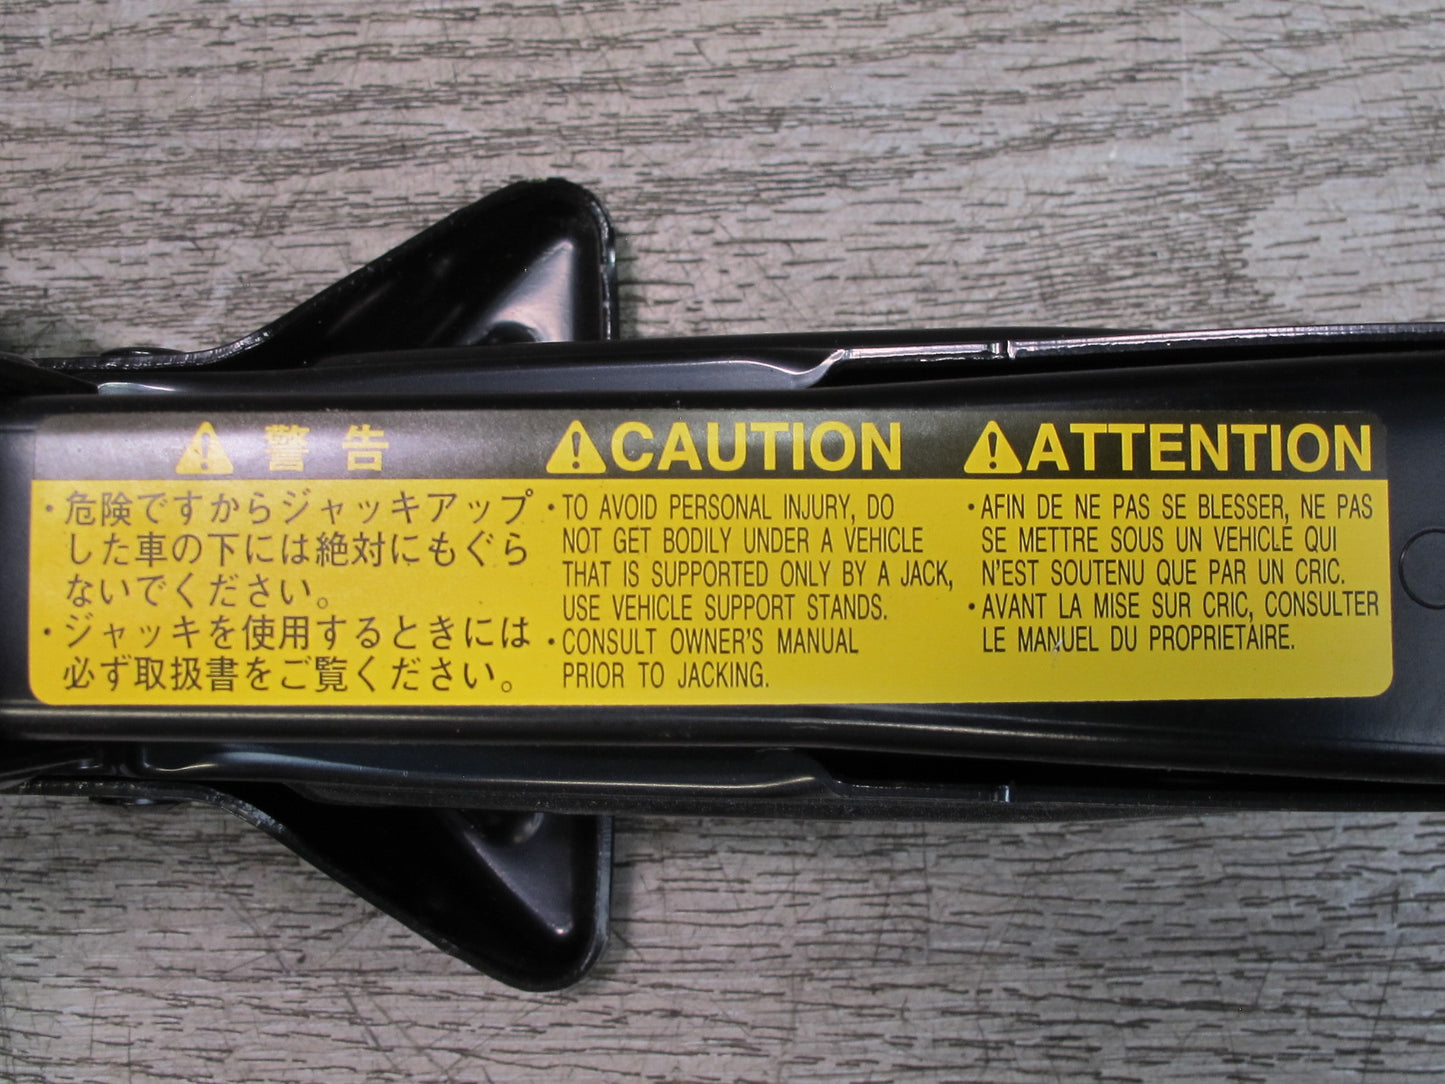 警告
・危険ですからジャッキアップ
した車の下には絶対にもぐら
ないでください。
・ジャッキを使用するときには
必ず取扱書をご覧ください。
CAUTION
・TO AVOID PERSONAL INJURY, DO
NOT GET BODILY UNDER A VEHICLE
THAT IS SUPPORTED ONLY BY A JACK,
USE VEHICLE SUPPORT STANDS.
・CONSULT OWNER'S MANUAL
PRIOR TO JACKING.
ATTENTION
・AFIN DE NE PAS SE BLESSER, NE PAS
SE METTRE SOUS UN VEHICLE QUI
N'EST SOUTENU QUE PAR UN CRIC.
・AVANT LA MISE SUR CRIC, CONSULTER
LE MANUEL DU PROPRIETAIRE.